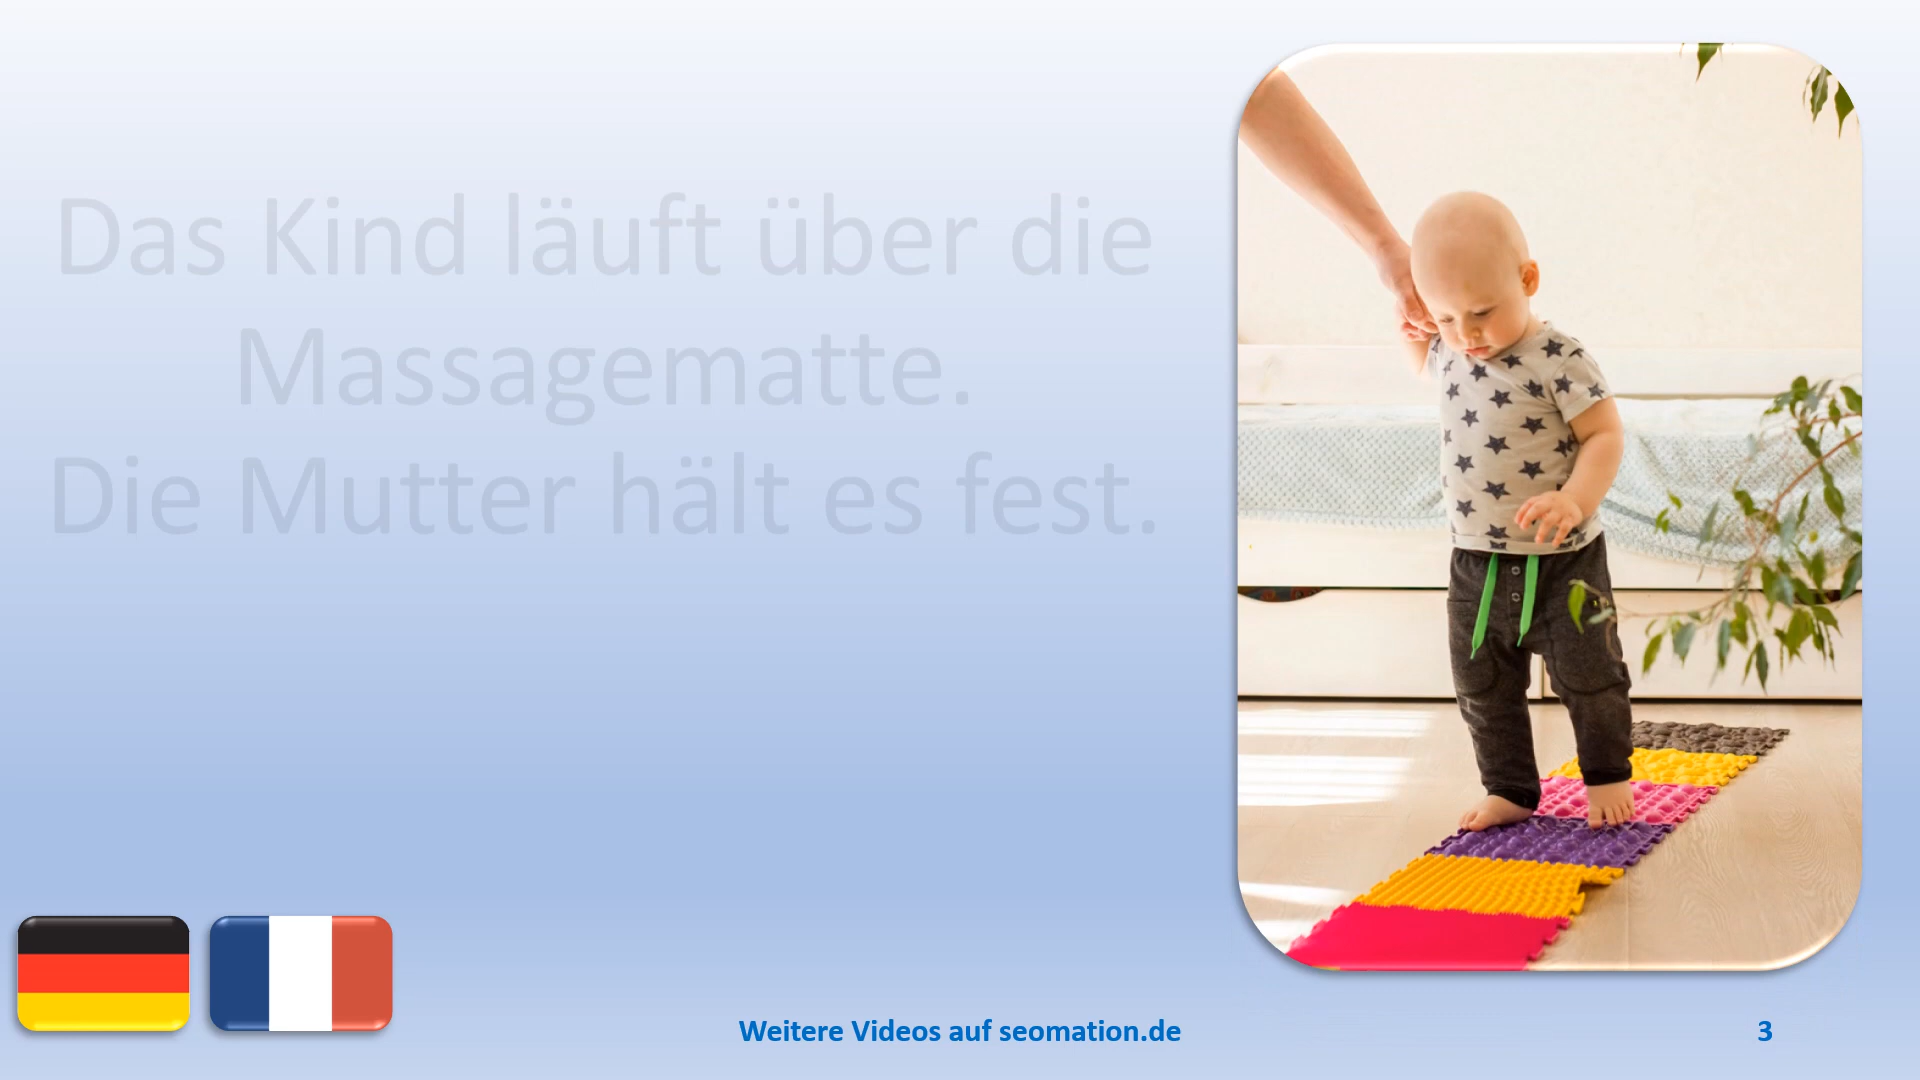 Das Kind läuft über die
Massagematte.
Die Mutter hält es fest.
Weitere Videos auf seomation.de
3